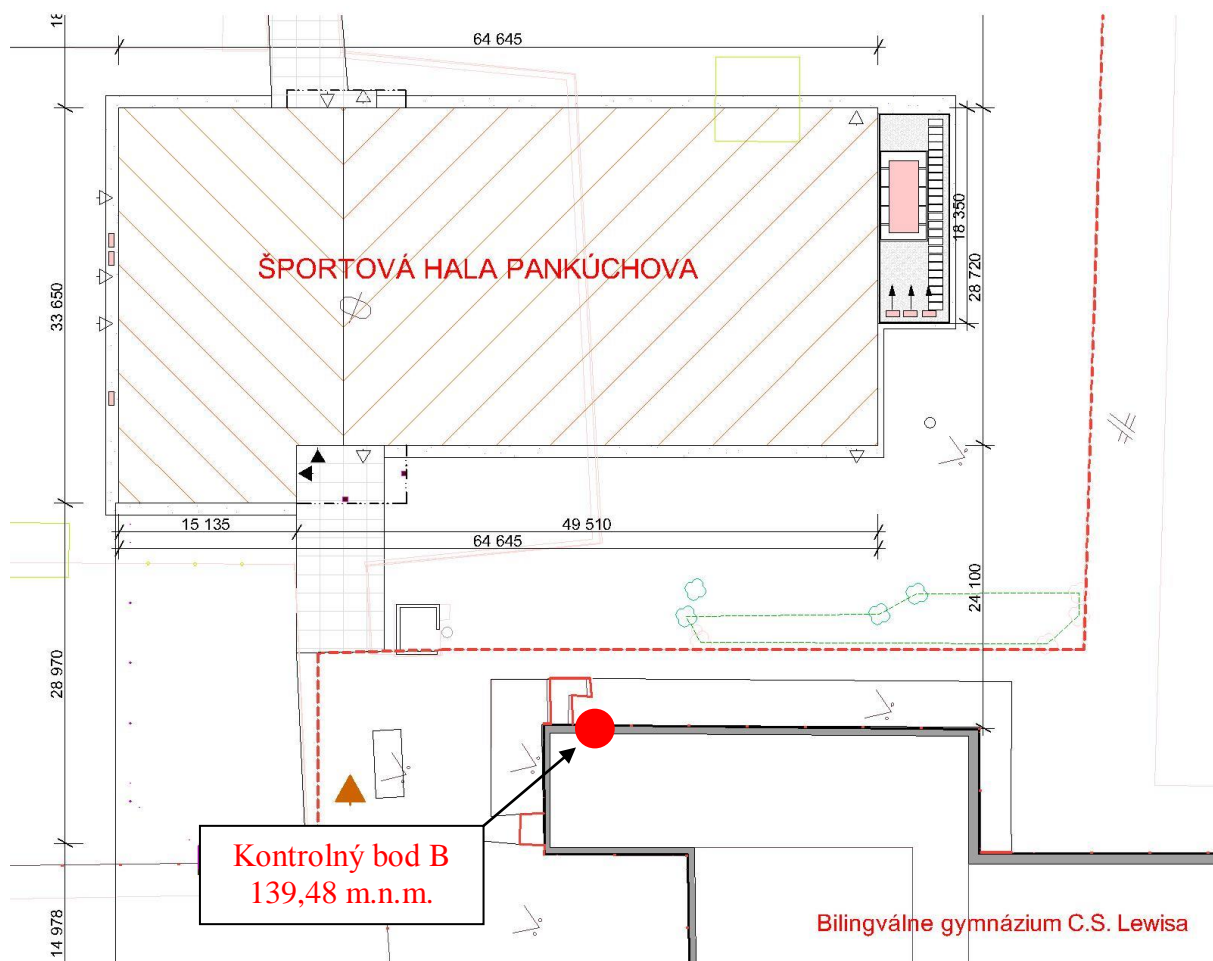 64 645
ŠPORTOVÁ HALA PANKÚCHOVA
18 350
28 720
33 650
15 135
49 510
64 645
24 100
28 970
Kontrolný bod B
139,48 m.n.m.
14 978
Bilingválne gymnázium C.S. Lewisa